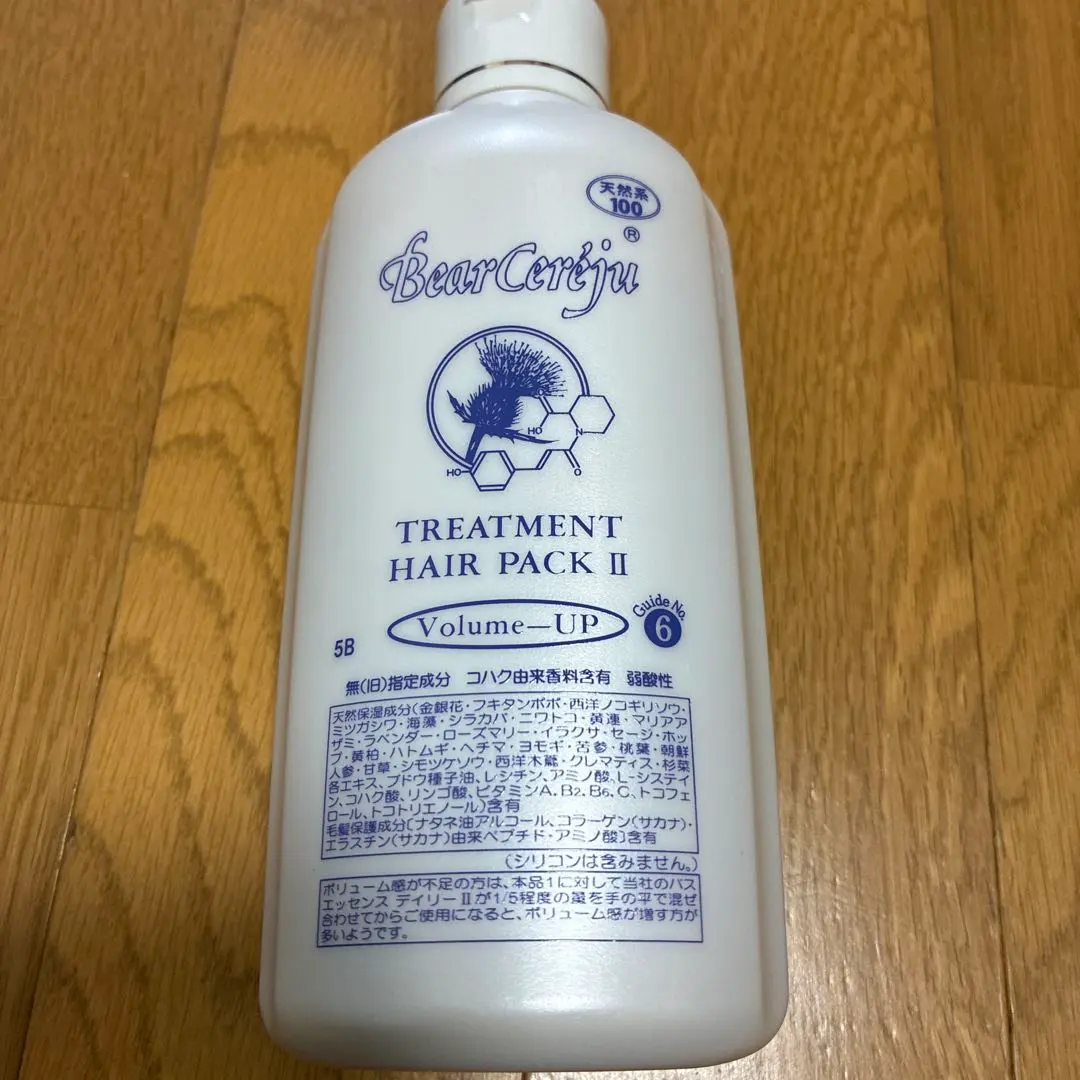 天然系
100
BearCeréju®
HO
N
HO
O
TREATMENT
HAIR PACK II
Volume—UP
Guide No.
6
5B
無(旧)指定成分 コハク由来香料含有 弱酸性
天然保湿成分(金銀花・フキタンポポ・西洋ノコギリソウ・
ミツガシワ・海藻・シラカバ・ニワトコ・黄連・マリアア
ザミ・ラベンダー・ローズマリー・イラクサ・セージ・ホッ
プ・黄柏・ハトムギ・ヘチマ・ヨモギ・苦参・桃葉・朝鮮
人参・甘草・シモツケソウ・西洋木蔦・クレマティス・杉菜
各エキス、ブドウ種子油、レシチン、アミノ酸、L-システイ
ン、コハク酸、リンゴ酸、ビタミンA、B2、B6、C、トコフェ
ロール、トコトリエノール)含有
毛髪保護成分〔ナタネ油アルコール、コラーゲン(サカナ)・
エラスチン(サカナ)由来ペプチド・アミノ酸〕含有
(シリコンは含みません。)
ボリューム感が不足の方は、本品1に対して当社のバス
エッセンス デイリーIIが1/5程度の量を手の平で混ぜ
合わせてからご使用になると、ボリューム感が増す方が
多いようです。